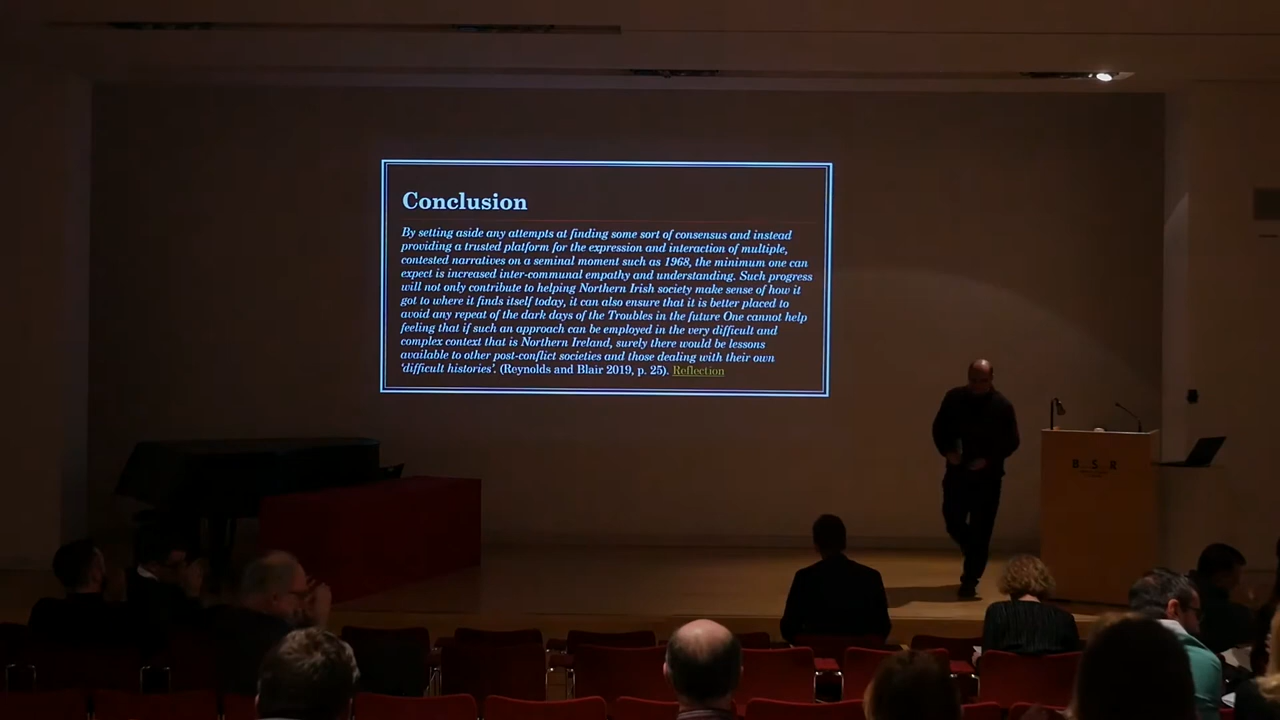 Conclusion
By setting aside any attempts at finding some sort of consensus and instead
providing a trusted platform for the expression and interaction of multiple,
contested narratives on a seminal moment such as 1968, the minimum one can
expect is increased inter-communal empathy and understanding. Such progress
will not only contribute to helping Northern Irish society make sense of how it
got to where it finds itself today, it can also ensure that it is better placed to
avoid any repeat of the dark days of the Troubles in the future One cannot help
feeling that if such an approach can be employed in the very difficult and
complex context that is Northern Ireland, surely there would be lessons
available to other post-conflict societies and those dealing with their own
‘difficult histories’. (Reynolds and Blair 2019, p. 25). Reflection
B S R